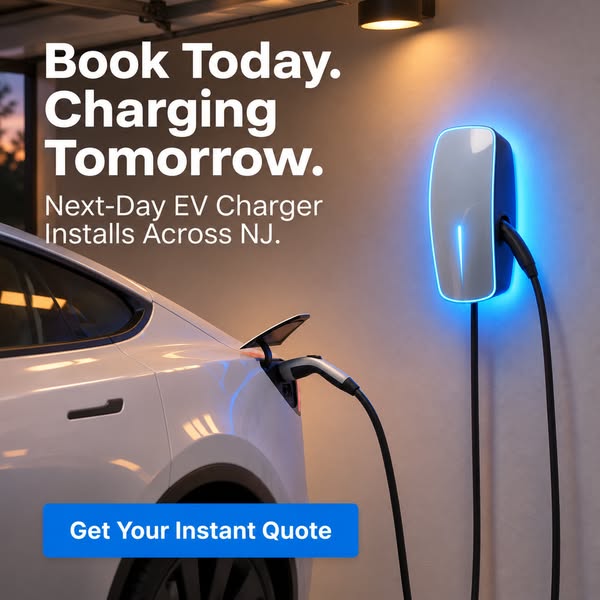 Book Today.
Charging
Tomorrow.
Next-Day EV Charger
Installs Across NJ.
Get Your Instant Quote